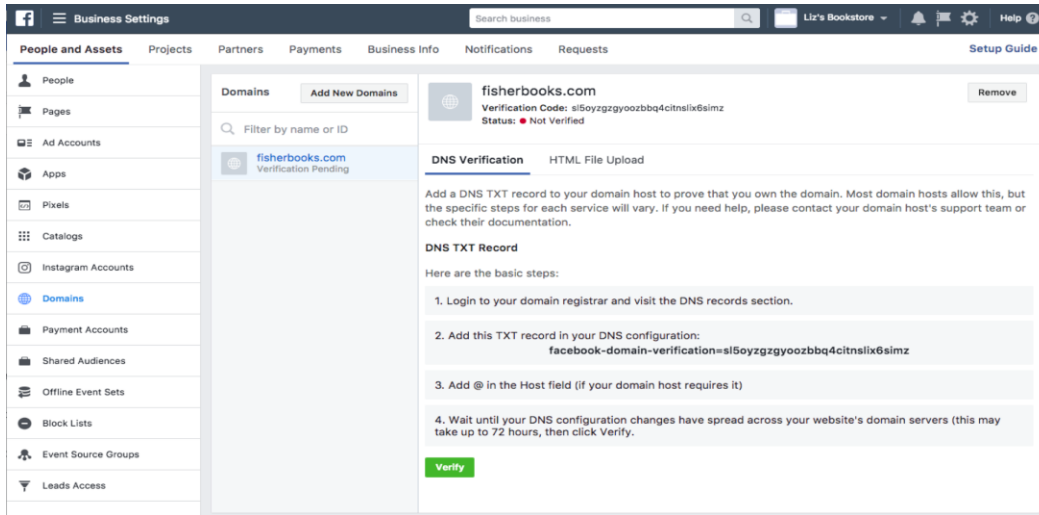 f Business Settings
Search business
Liz's Bookstore
Help
People and Assets Projects Partners Payments Business Info Notifications Requests Setup Guide
People
Pages
Ad Accounts
Apps
Pixels
Catalogs
Instagram Accounts
Domains
Payment Accounts
Shared Audiences
Offline Event Sets
Block Lists
Event Source Groups
Leads Access
Domains Add New Domains
Filter by name or ID
fisherbooks.com
Verification Pending
fisherbooks.com
Remove
Verification Code: sl5oyzgzgyoozbbq4citnslix6simz
Status: Not Verified
DNS Verification HTML File Upload
Add a DNS TXT record to your domain host to prove that you own the domain. Most domain hosts allow this, but
the specific steps for each service will vary. If you need help, please contact your domain host's support team or
check their documentation.
DNS TXT Record
Here are the basic steps:
1. Login to your domain registrar and visit the DNS records section.
2. Add this TXT record in your DNS configuration:
facebook-domain-verification=sl5oyzgzgyoozbbq4citnslix6simz
3. Add @ in the Host field (if your domain host requires it)
4. Wait until your DNS configuration changes have spread across your website's domain servers (this may
take up to 72 hours, then click Verify.
Verify